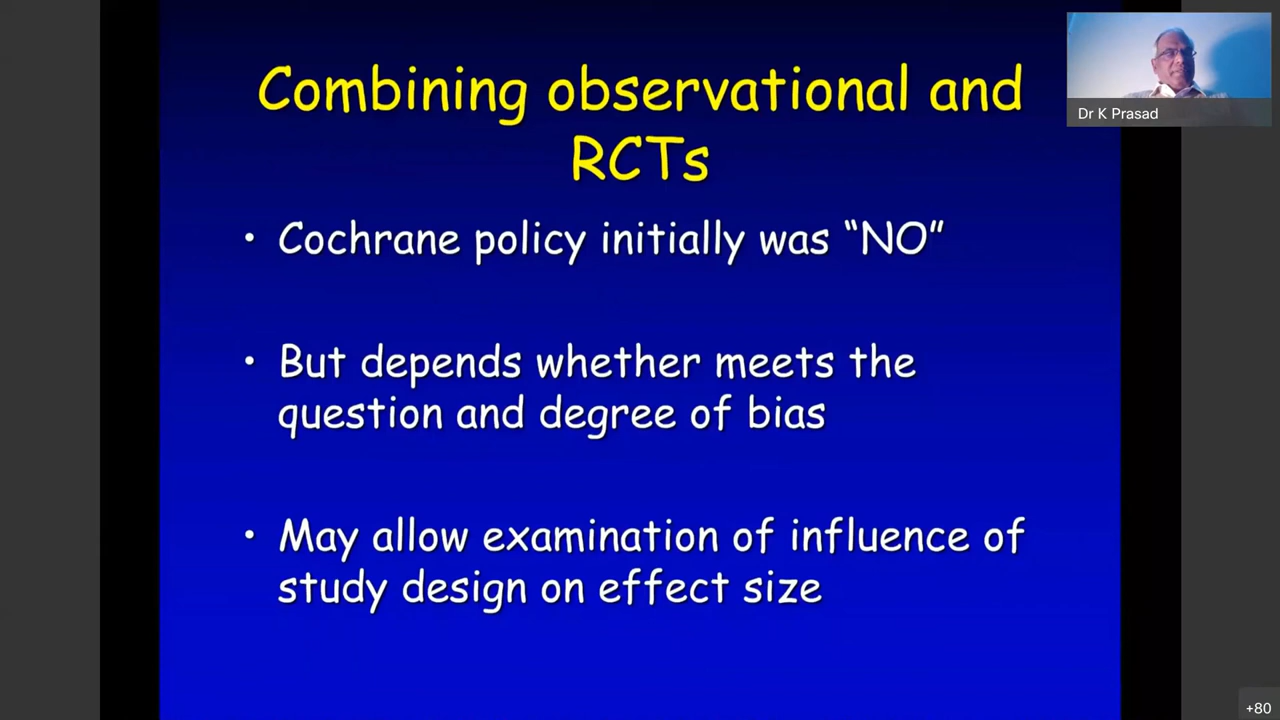 Combining observational and
RCTs
• Cochrane policy initially was “NO”
• But depends whether meets the
question and degree of bias
• May allow examination of influence of
study design on effect size
Dr K Prasad
+80